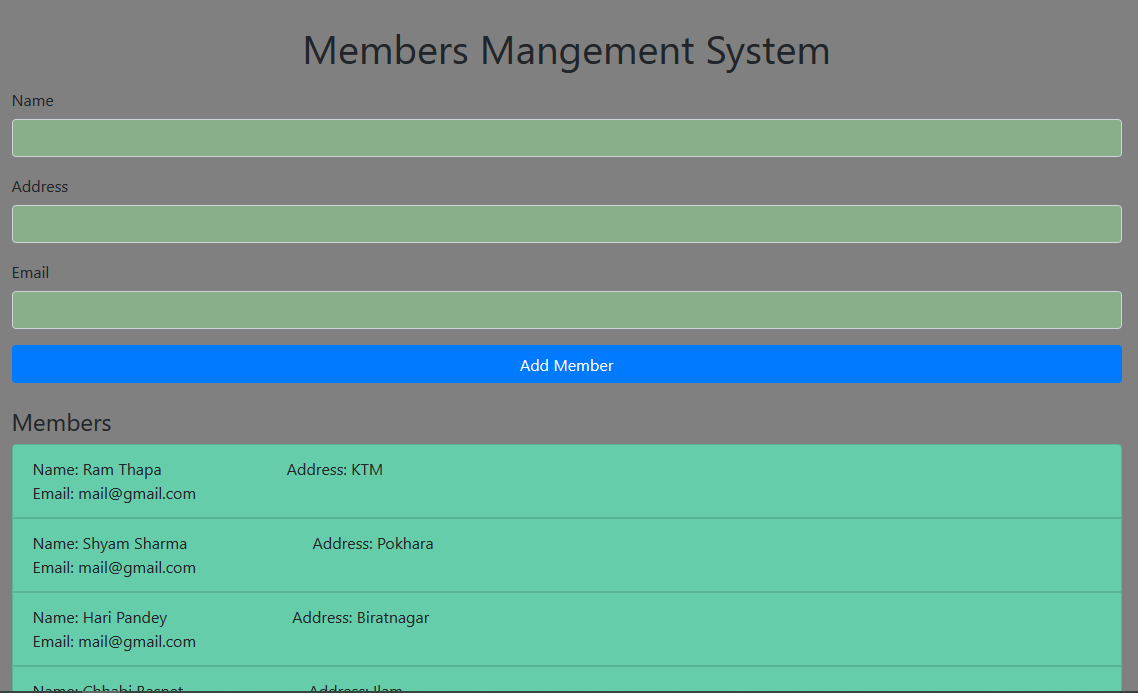 Members Mangement System
Name
Address
Email
Add Member
Members
Name: Ram Thapa Address: KTM
Email: mail@gmail.com
Name: Shyam Sharma Address: Pokhara
Email: mail@gmail.com
Name: Hari Pandey Address: Biratnagar
Email: mail@gmail.com
Name: Chhabi Basnet Address: Ilam